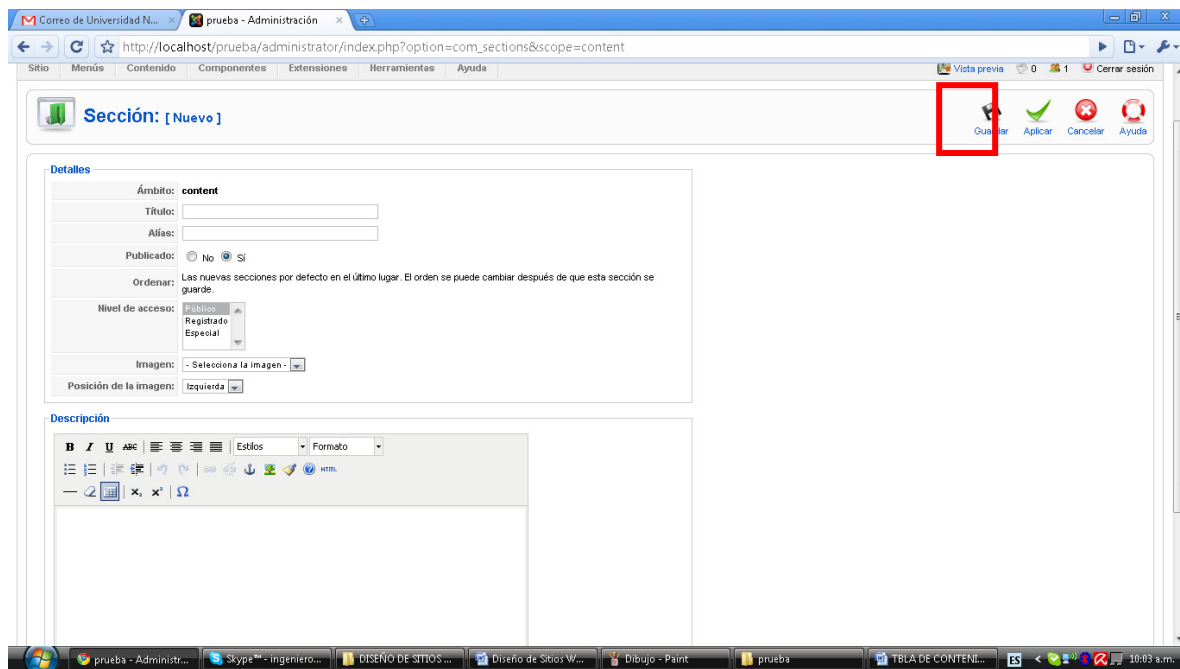 Correo de Universidad N... × prueba - Administración ×
http://localhost/prueba/administrator/index.php?option=com_sections&scope=content
Sitio Menús Contenido Componentes Extensiones Herramientas Ayuda Vista previa 0 1 Cerrar sesión
Sección: [ Nuevo ]
Guardar Aplicar Cancelar Ayuda
Detalles
Ámbito: content
Título:
Alías:
Publicado: No Sí
Ordenar: Las nuevas secciones por defecto en el último lugar. El orden se puede cambiar después de que esta sección se
guarde.
Nivel de acceso: Público
Registrado
Especial
Imagen: - Selecciona la imagen -
Posición de la imagen: Izquierda
Descripción
B I U ABC Estilos Formato
HTML
x₂ x² Ω
prueba - Administr... Skype™ - ingeniero... DISEÑO DE SITIOS ... Diseño de Sitios W... Dibujo - Paint prueba TBLA DE CONTENI... ES 10:03 a.m.